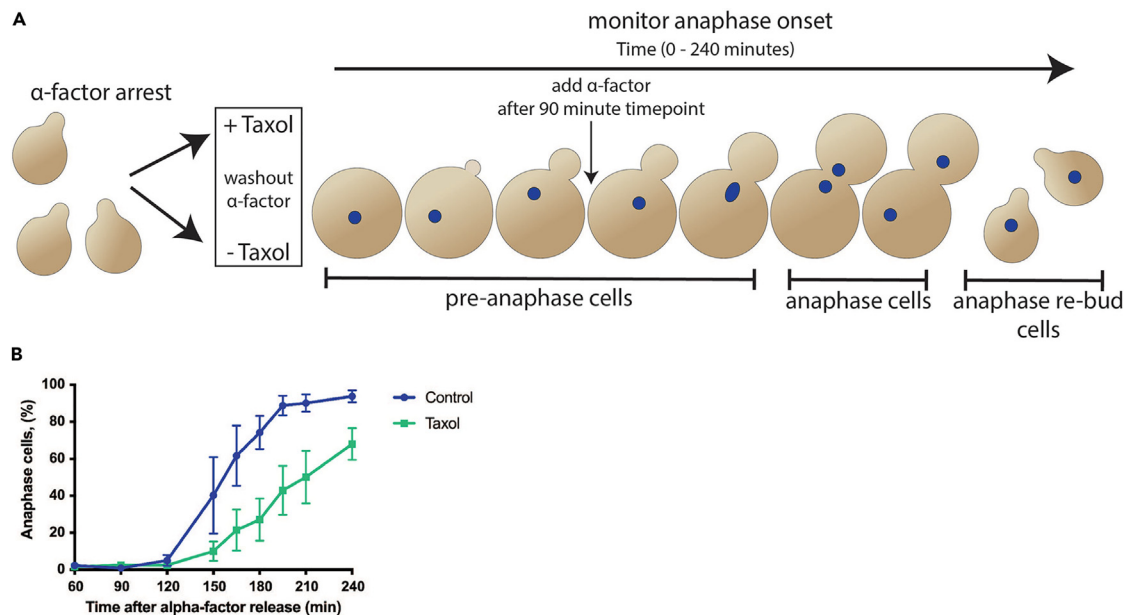 A
monitor anaphase onset
Time (0 - 240 minutes)
α-factor arrest
add α-factor
after 90 minute timepoint
+ Taxol
washout
α-factor
- Taxol
pre-anaphase cells
anaphase cells
anaphase re-bud
cells
B
Anaphase cells, (%)
100
80
60
40
20
0
60 90 120 150 180 210 240
Time after alpha-factor release (min)
Control
Taxol